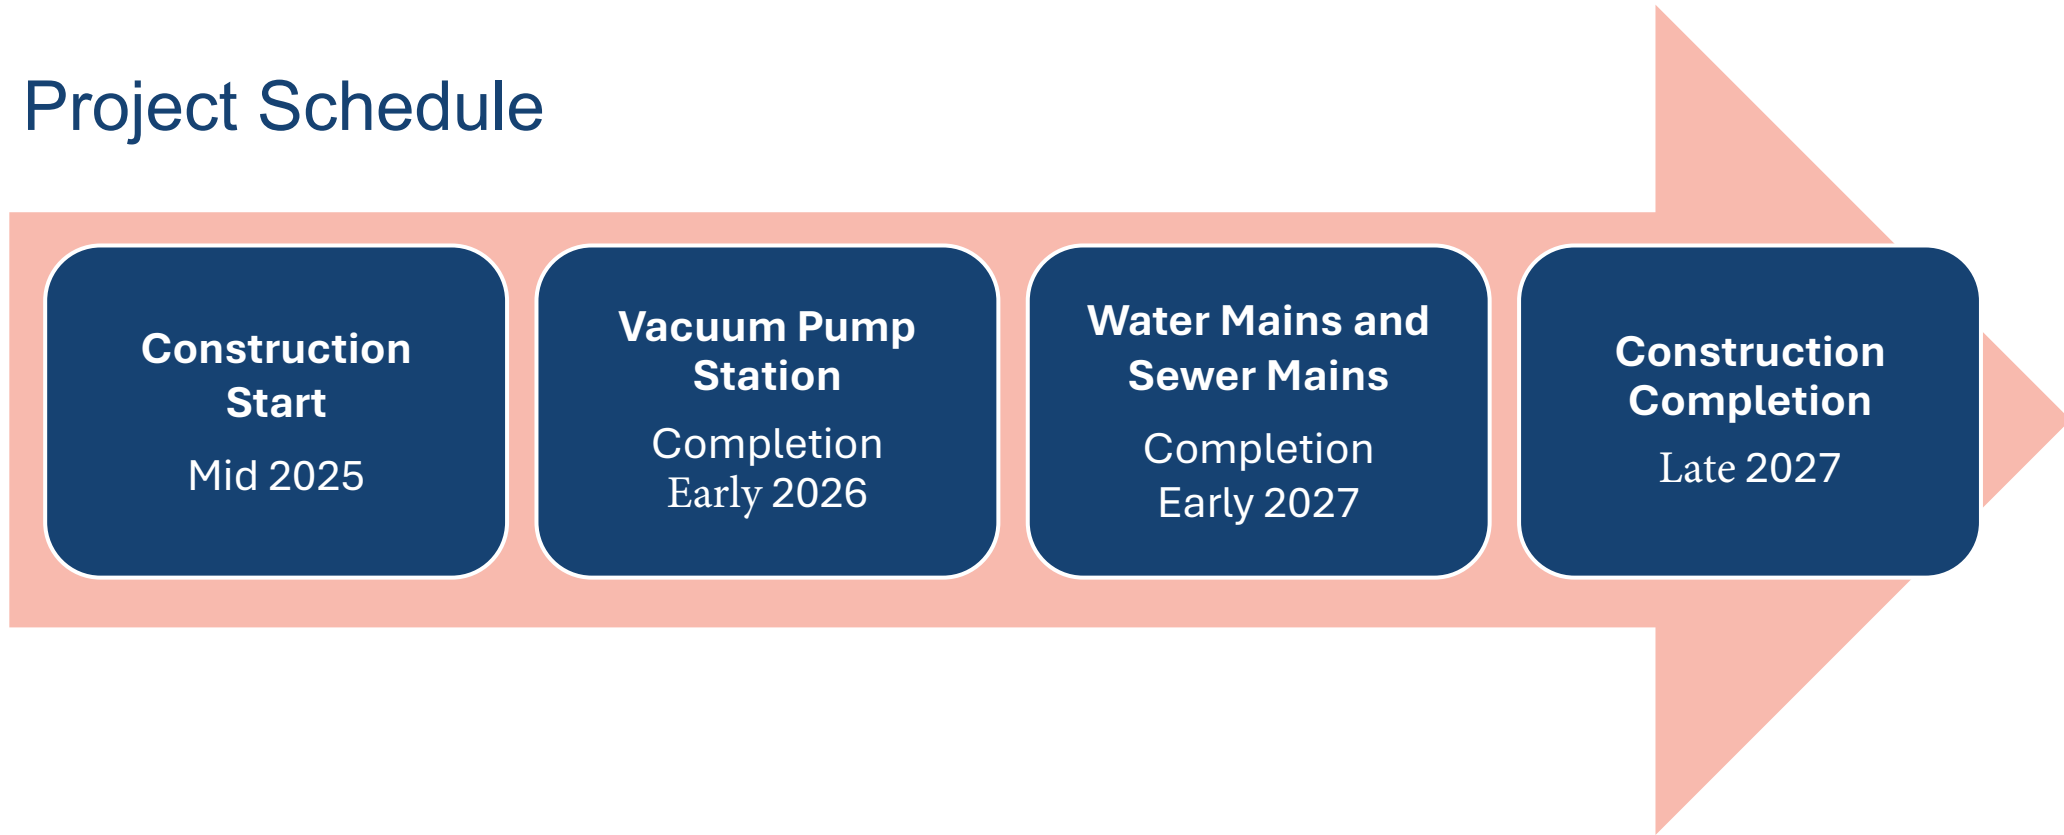 Project Schedule
Construction
Start
Mid 2025
Vacuum Pump
Station
Completion
Early 2026
Water Mains and
Sewer Mains
Completion
Early 2027
Construction
Completion
Late 2027